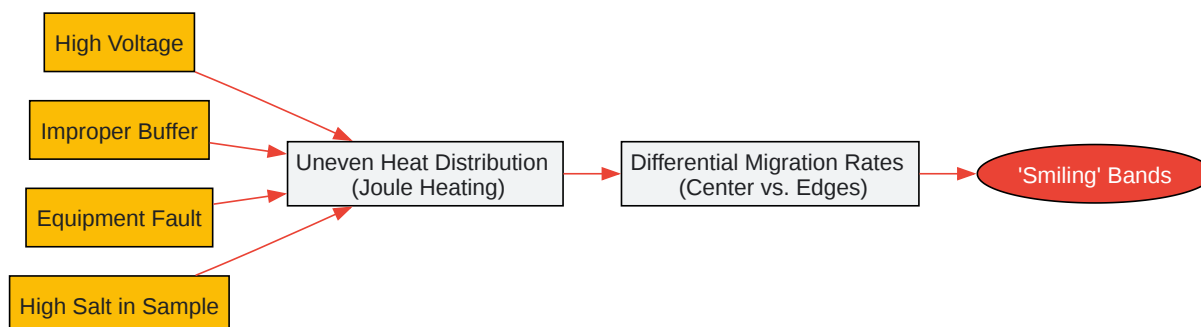 High Voltage
Improper Buffer
Equipment Fault
High Salt in Sample
Uneven Heat Distribution
(Joule Heating)
Differential Migration Rates
(Center vs. Edges)
'Smiling' Bands